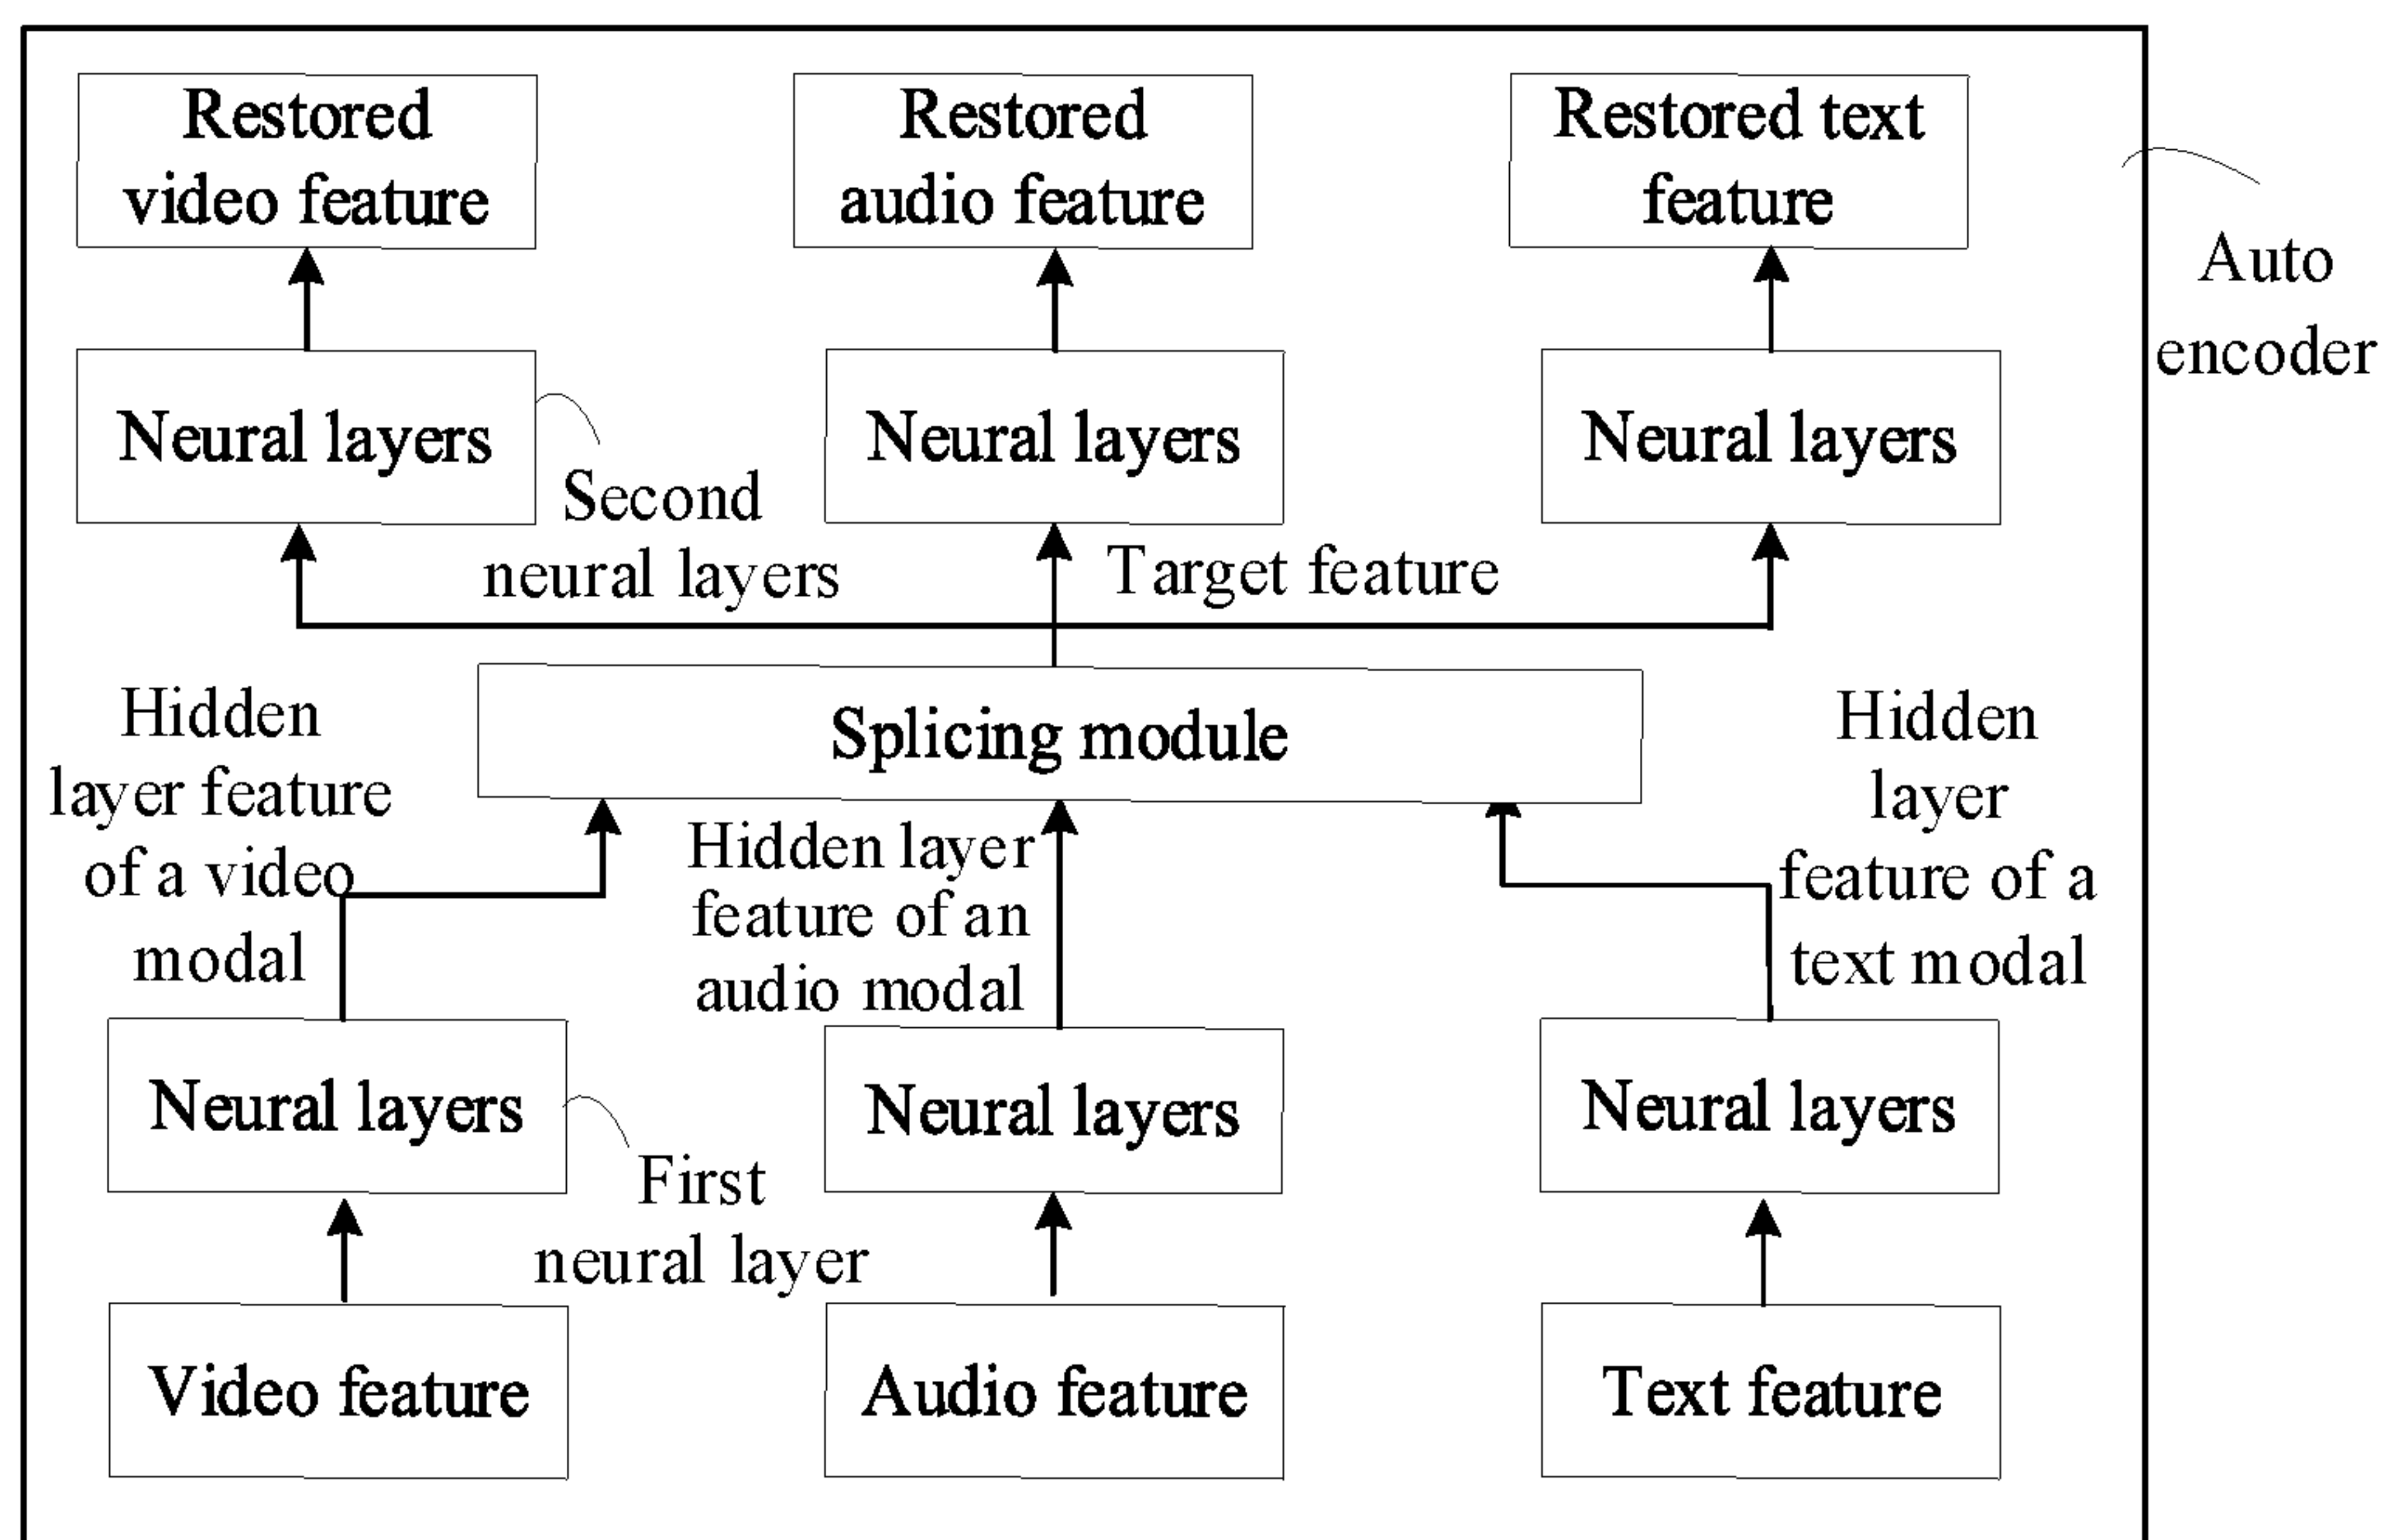 Restored
video feature
Restored
audio feature
Restored text
feature
Auto
encoder
Neural layers
Neural layers
Neural layers
Second
neural layers
Target feature
Splicing module
Hidden
layer feature
of a video
modal
Hidden layer
feature of an
audio modal
Hidden
layer
feature of a
text modal
Neural layers
Neural layers
Neural layers
First
neural layer
Video feature
Audio feature
Text feature